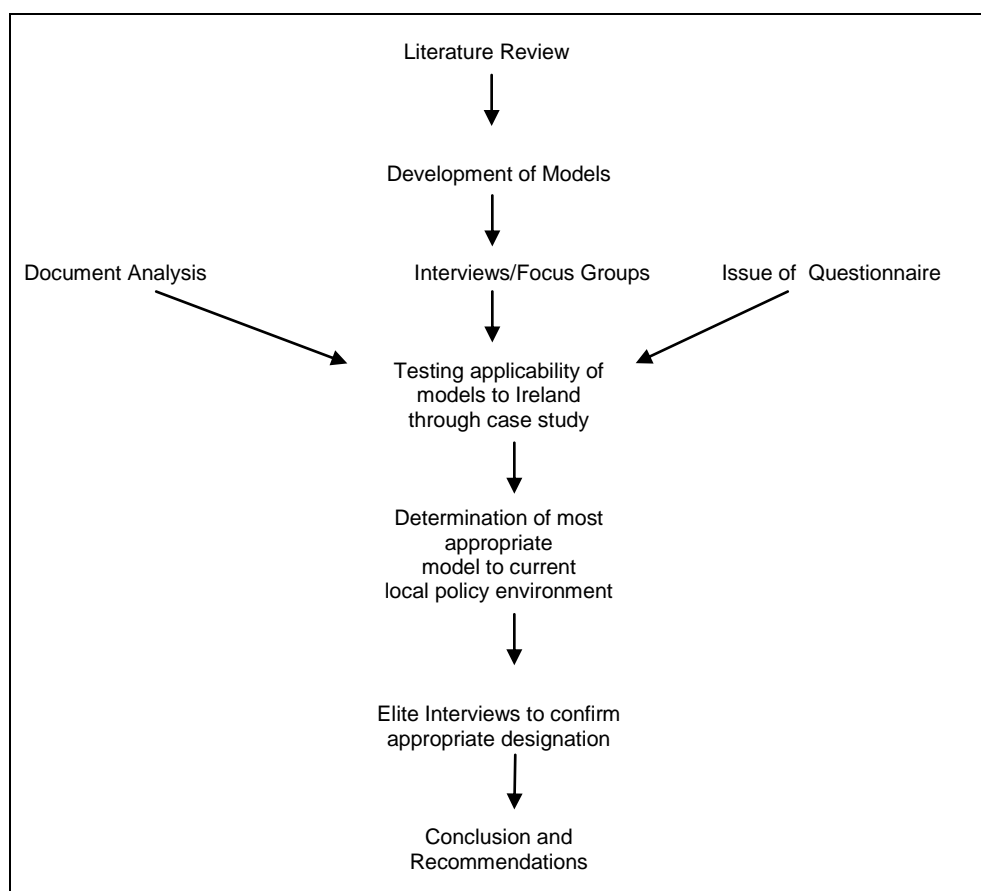 Literature Review
Development of Models
Document Analysis
Interviews/Focus Groups
Issue of Questionnaire
Testing applicability of
models to Ireland
through case study
Determination of most
appropriate
model to current
local policy environment
Elite Interviews to confirm
appropriate designation
Conclusion and
Recommendations